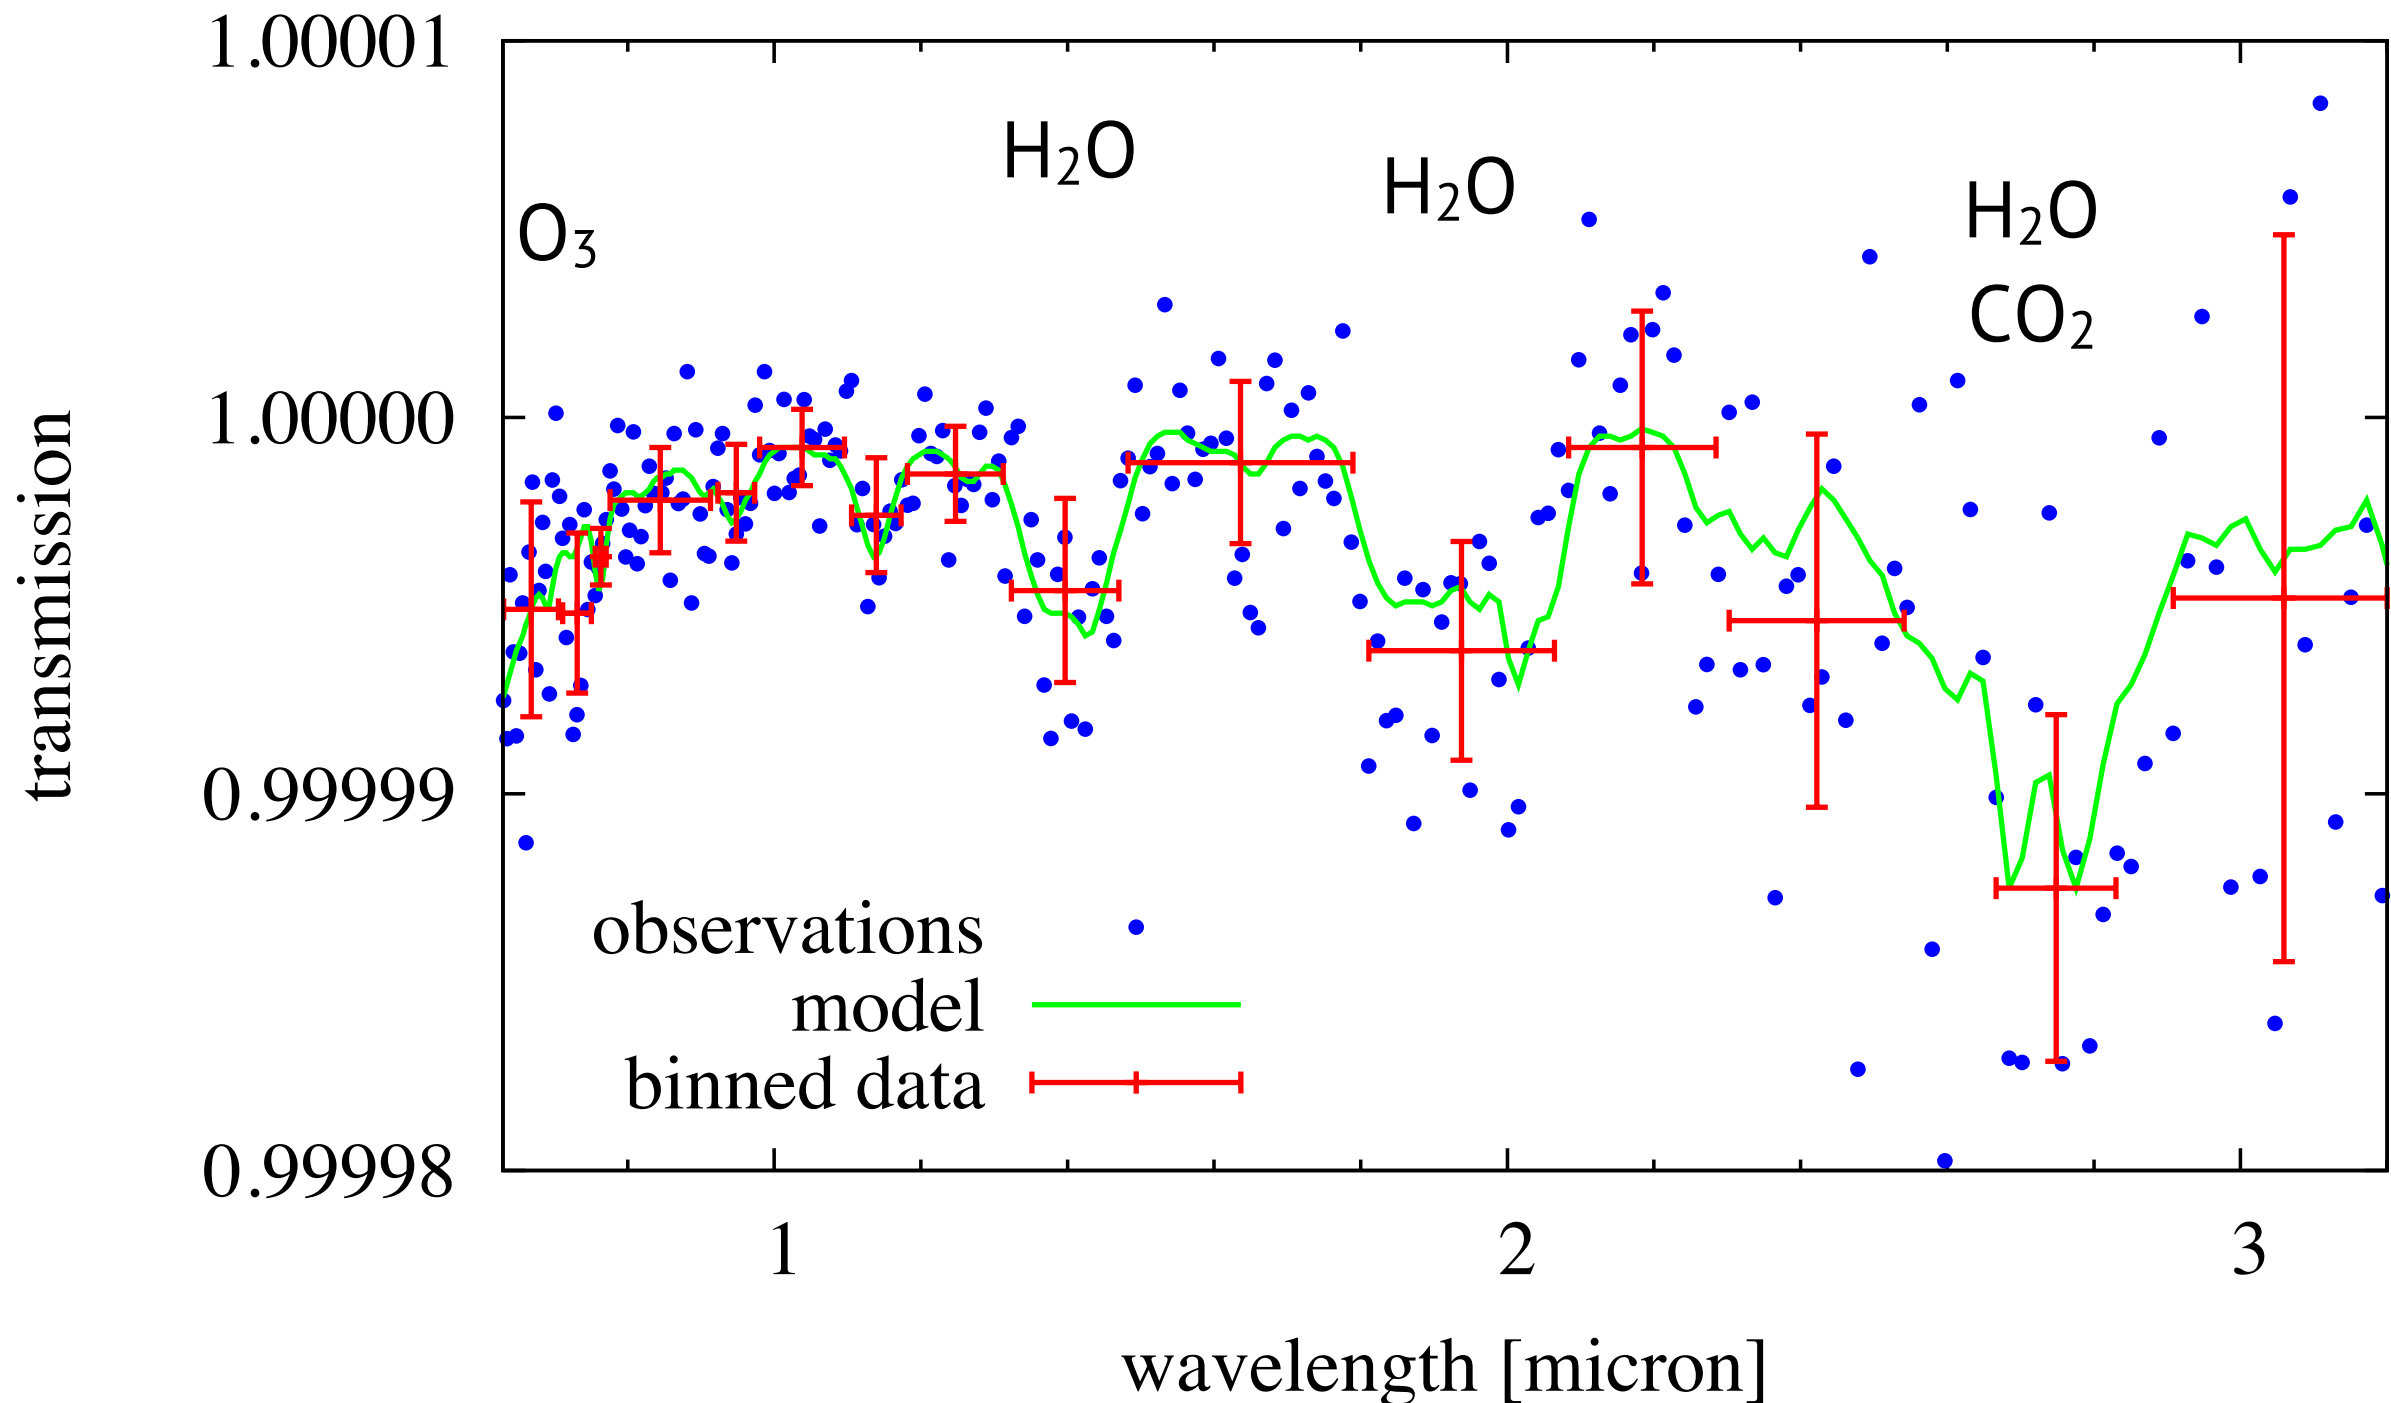 1.00001
1.00000
0.99999
0.99998
transmission
O₃
H₂O
H₂O
H₂O
CO₂
observations
model
binned data
1 2 3
wavelength [micron]